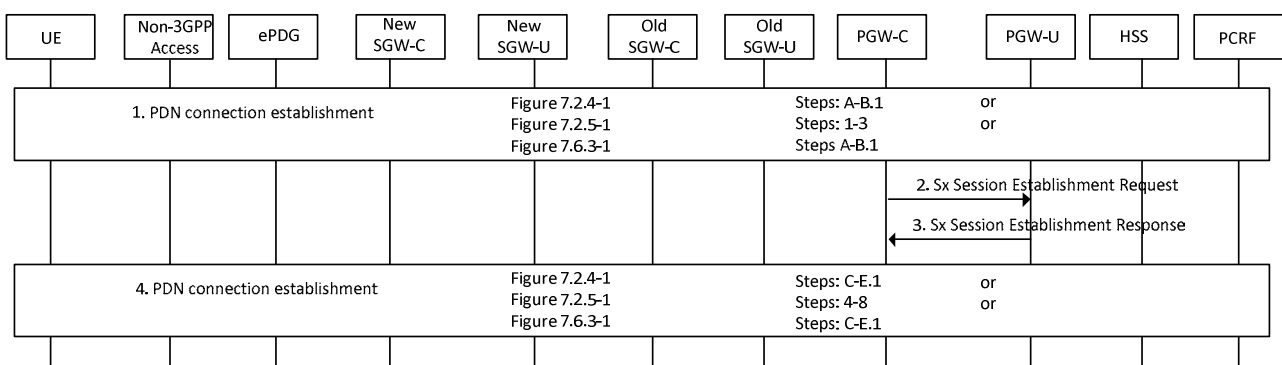 UE
Non-3GPP
Access
ePDG
New
SGW-C
New
SGW-U
Old
SGW-C
Old
SGW-U
PGW-C
PGW-U
HSS
PCRF
1. PDN connection establishment
Figure 7.2.4-1
Steps: A-B.1
or
Figure 7.2.5-1
Steps: 1-3
or
Figure 7.6.3-1
Steps A-B.1
2. Sx Session Establishment Request
3. Sx Session Establishment Response
4. PDN connection establishment
Figure 7.2.4-1
Steps: C-E.1
or
Figure 7.2.5-1
Steps: 4-8
or
Figure 7.6.3-1
Steps: C-E.1